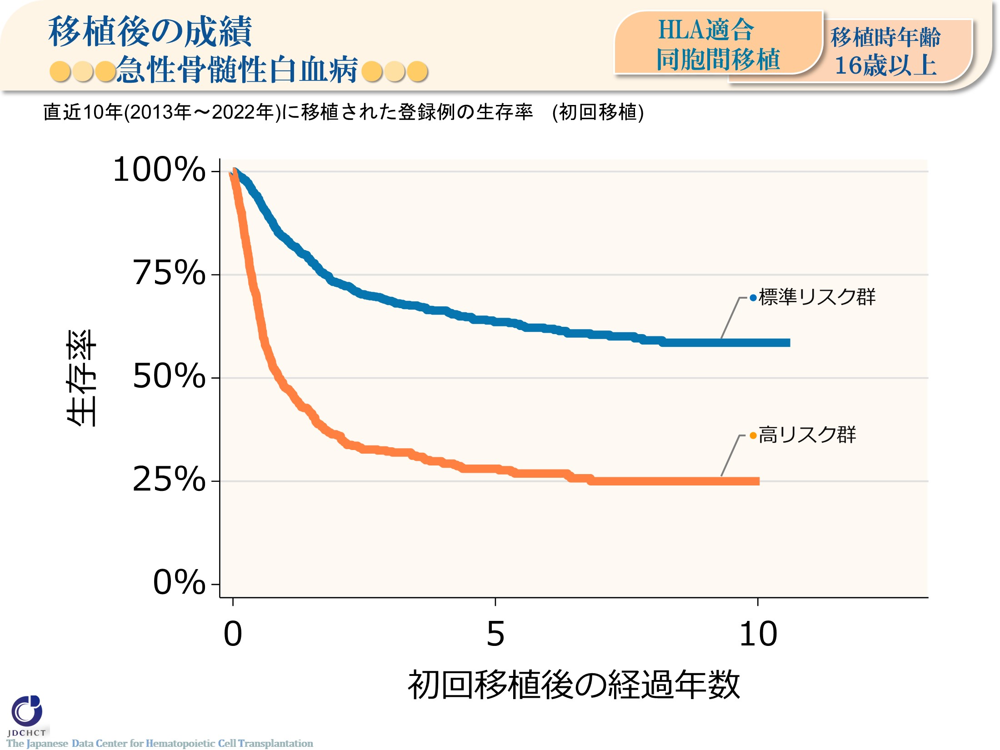 移植後の成績
急性骨髄性白血病
HLA適合
同胞間移植
移植時年齢
16歳以上
直近10年(2013年～2022年)に移植された登録例の生存率　(初回移植)
100%
75%
50%
25%
0%
生存率
標準リスク群
高リスク群
0
5
10
初回移植後の経過年数
JDCHCT
The Japanese Data Center for Hematopoietic Cell Transplantation